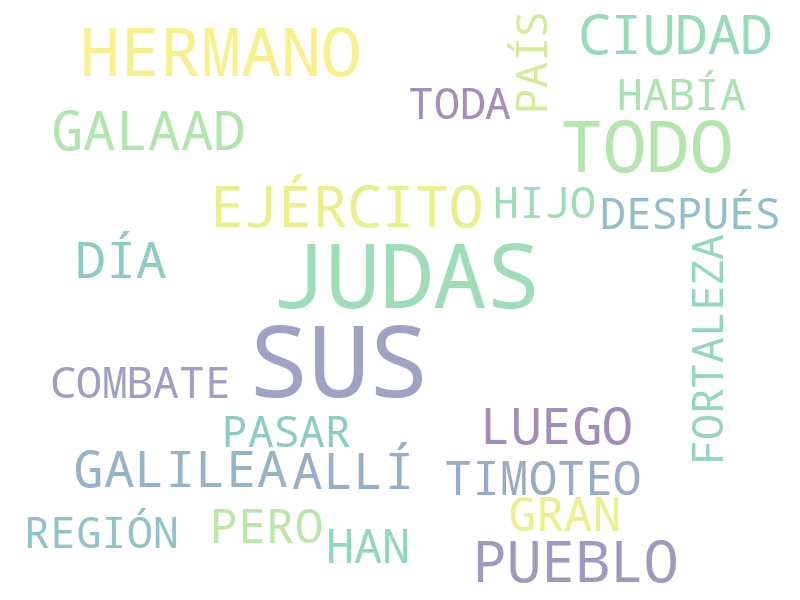 HERMANO
PAÍS
CIUDAD
TODA
HABÍA
GALAAD
TODO
EJÉRCITO
HIJO
DESPUÉS
DÍA
JUDAS
FORTALEZA
SUS
COMBATE
PASAR
LUEGO
GALILEA
ALLÍ
TIMOTEO
REGIÓN
PERO
GRAN
HAN
PUEBLO